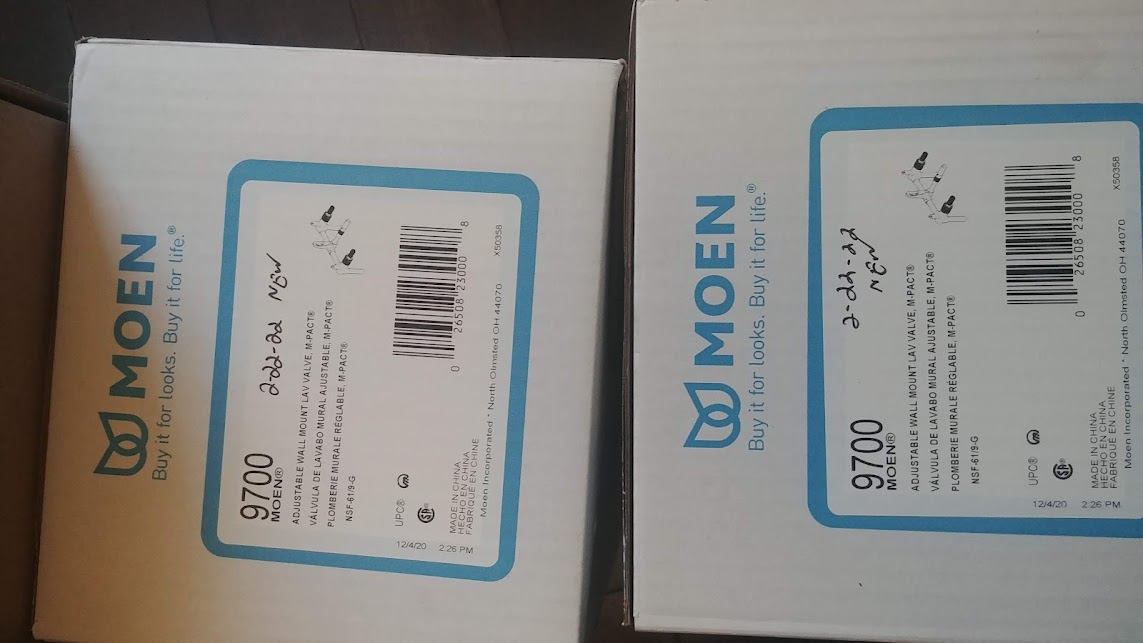 MOEN
Buy it for looks. Buy it for life.®
9700
MOEN®
2-22-22 NEW
ADJUSTABLE WALL MOUNT LAV VALVE, M-PACT®
VÁLVULA DE LAVABO MURAL AJUSTABLE, M-PACT®
PLOMBERIE MURALE RÉGLABLE, M-PACT®
NSF-61/9-G
UPC®
0 26508 23000 8
MADE IN CHINA
HECHO EN CHINA
FABRIQUÉ EN CHINE
12/4/20 2:26 PM
Moen Incorporated · North Olmsted OH 44070 X50358
MOEN
Buy it for looks. Buy it for life.®
9700
MOEN®
2-22-22
NEW
ADJUSTABLE WALL MOUNT LAV VALVE, M-PACT®
VÁLVULA DE LAVABO MURAL AJUSTABLE, M-PACT®
PLOMBERIE MURALE RÉGLABLE, M-PACT®
NSF-61/9-G
UPC®
0 26508 23000 8
MADE IN CHINA
HECHO EN CHINA
FABRIQUÉ EN CHINE
12/4/20 2:26 PM
Moen Incorporated · North Olmsted OH 44070 X50358